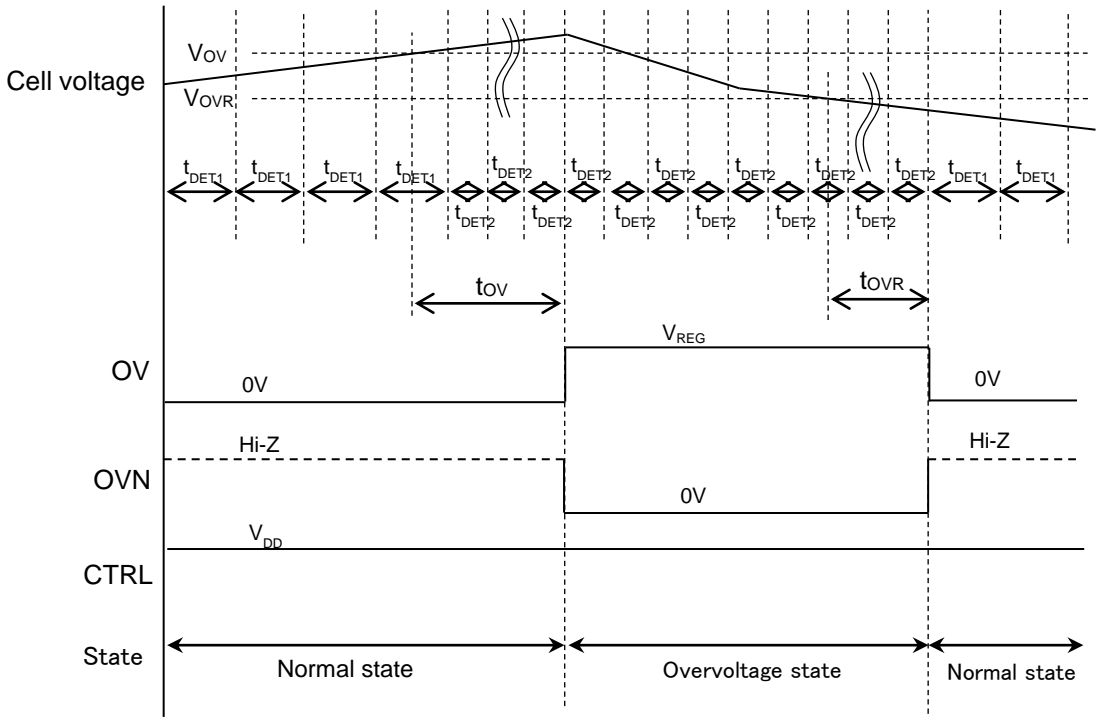 VOV
Cell voltage
VOVR
tDET1 tDET1 tDET1 tDET1 tDET2 tDET2 tDET2 tDET2 tDET2 tDET2 tDET1 tDET1
tDET2 tDET2 tDET2 tDET2 tDET2 tDET2
tOV
tOVR
VREG
OV
0V
0V
Hi-Z
Hi-Z
OVN
0V
VDD
CTRL
State
Normal state
Overvoltage state
Normal state